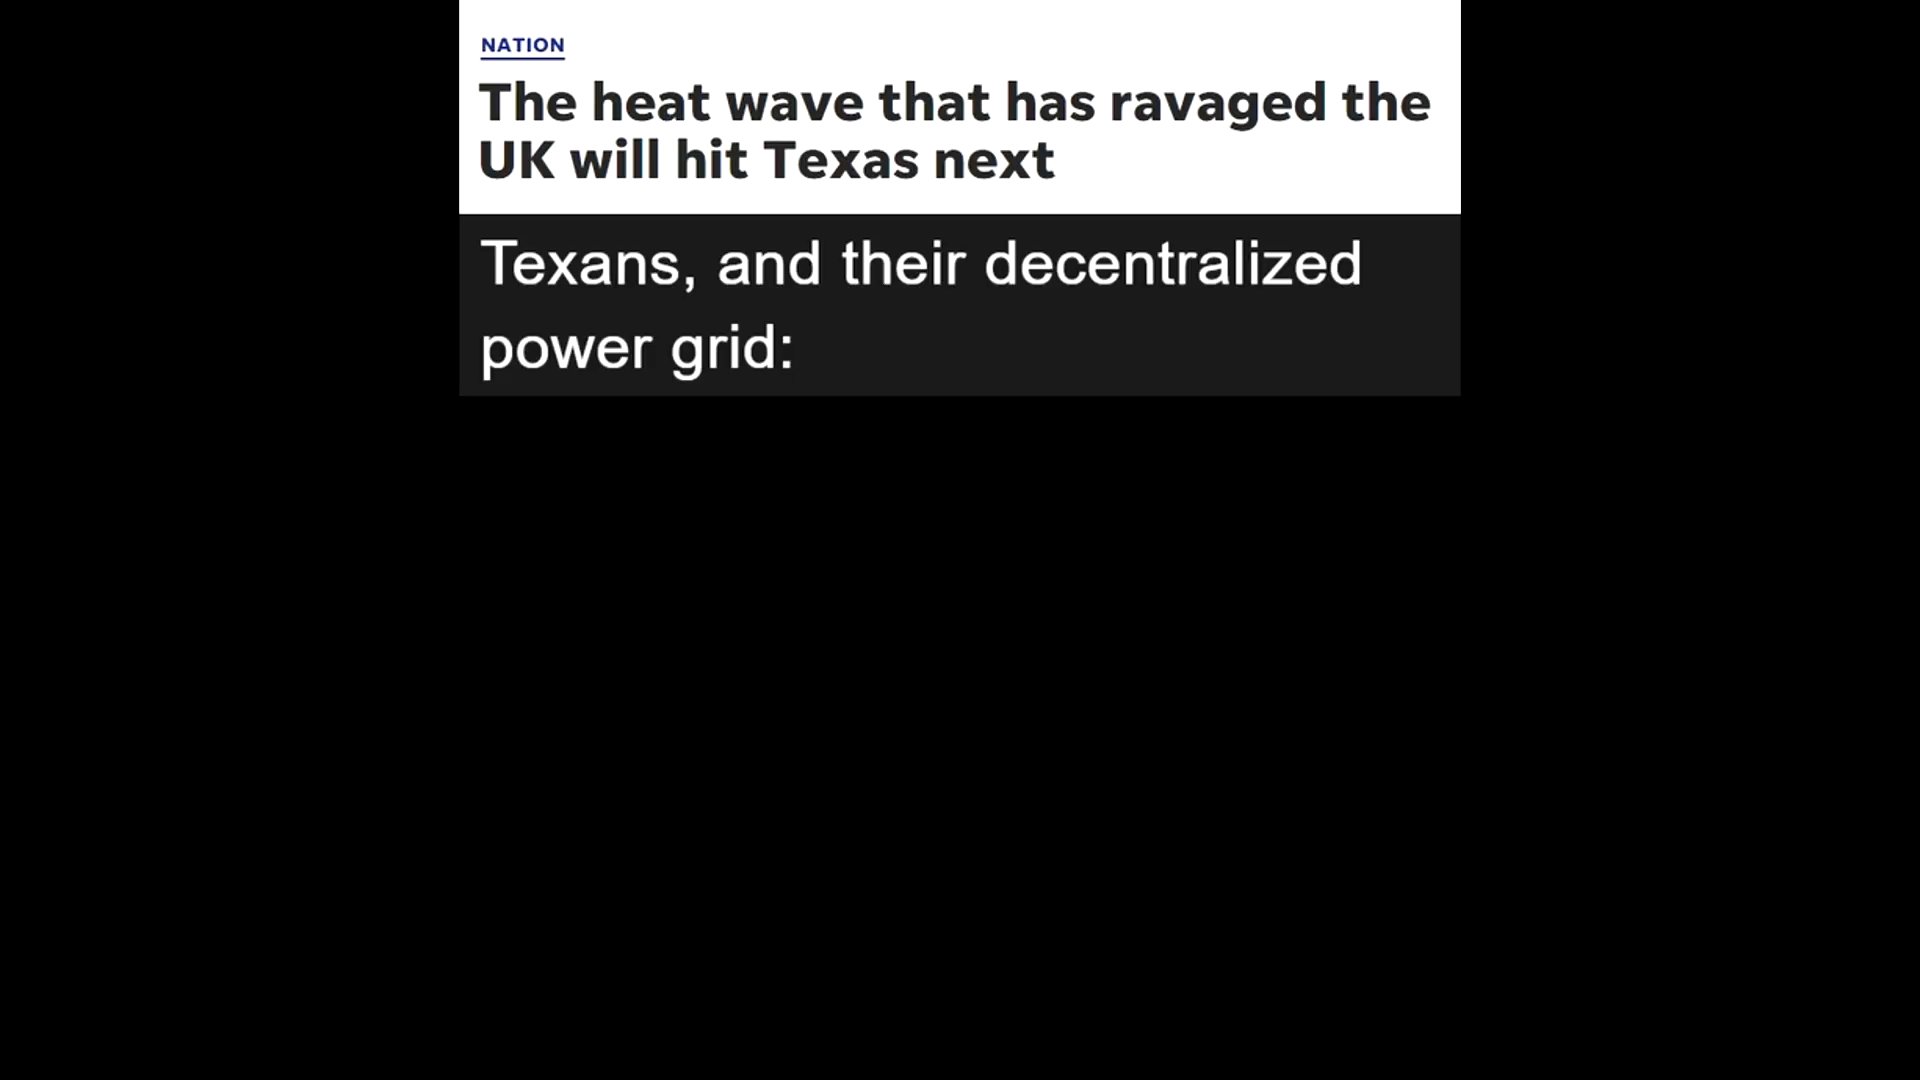 NATION
The heat wave that has ravaged the
UK will hit Texas next
Texans, and their decentralized
power grid: